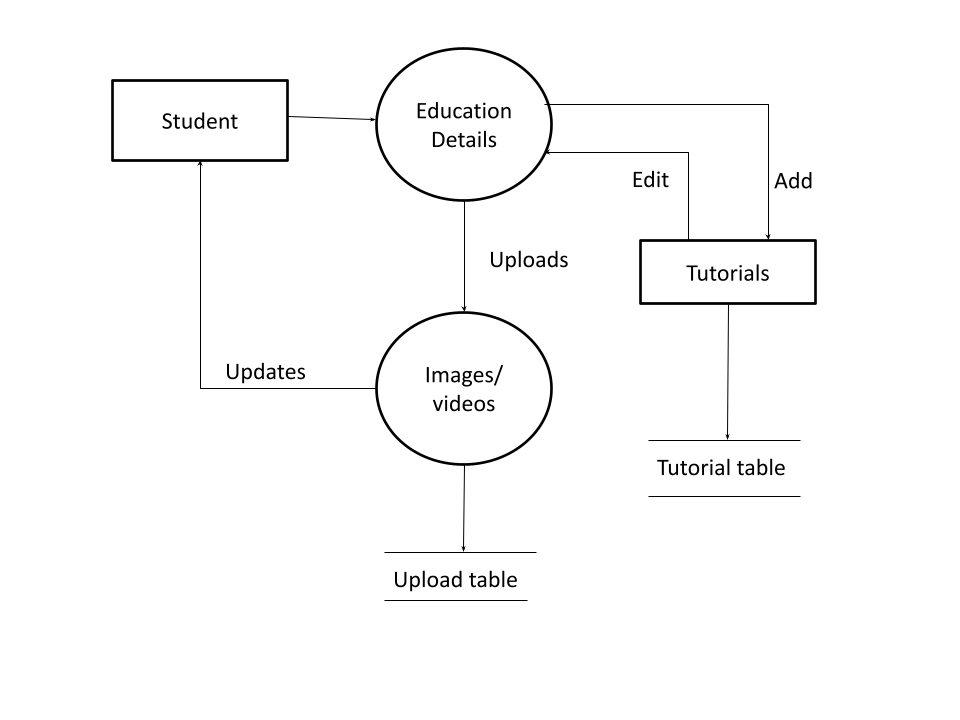 Student
Education
Details
Edit
Add
Uploads
Tutorials
Updates
Images/
videos
Tutorial table
Upload table